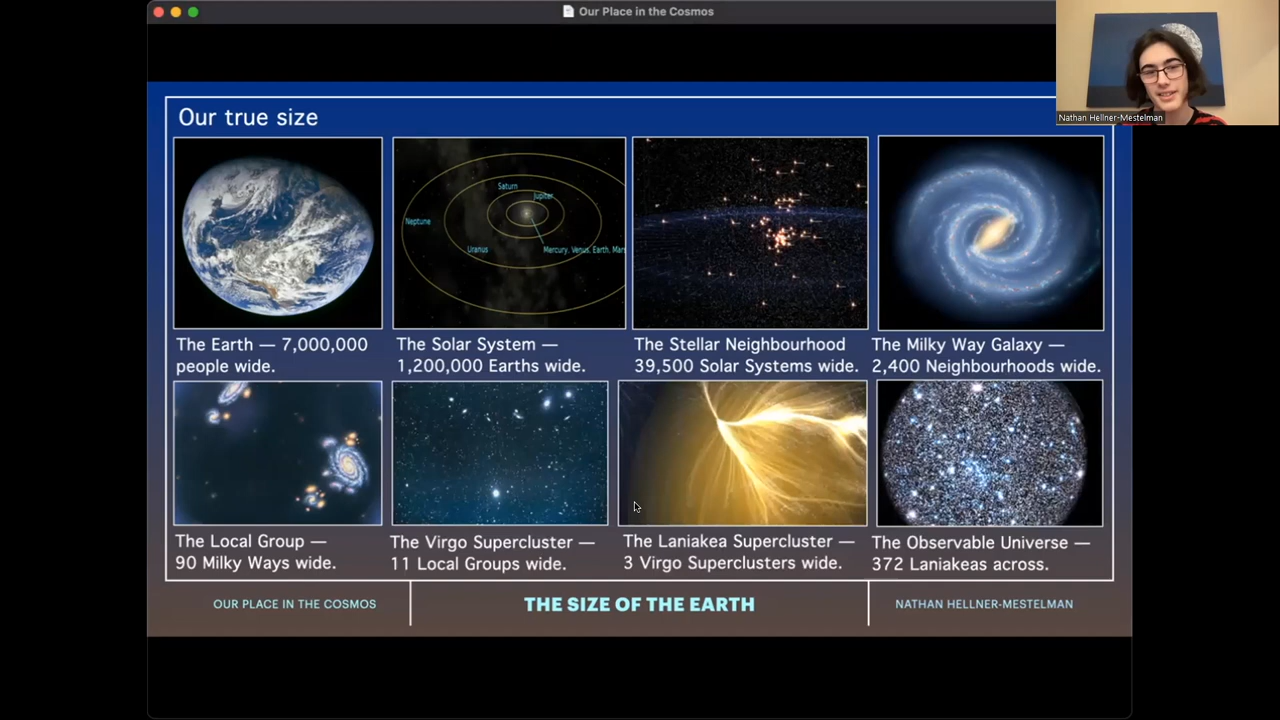 Our Place in the Cosmos
Nathan Hellner-Mestelman
Our true size
Saturn
Jupiter
Neptune
Uranus
Mercury, Venus, Earth, Mars
The Earth — 7,000,000
people wide.
The Solar System —
1,200,000 Earths wide.
The Stellar Neighbourhood
39,500 Solar Systems wide.
The Milky Way Galaxy —
2,400 Neighbourhoods wide.
The Local Group —
90 Milky Ways wide.
The Virgo Supercluster —
11 Local Groups wide.
The Laniakea Supercluster —
3 Virgo Superclusters wide.
The Observable Universe —
372 Laniakeas across.
OUR PLACE IN THE COSMOS
THE SIZE OF THE EARTH
NATHAN HELLNER-MESTELMAN